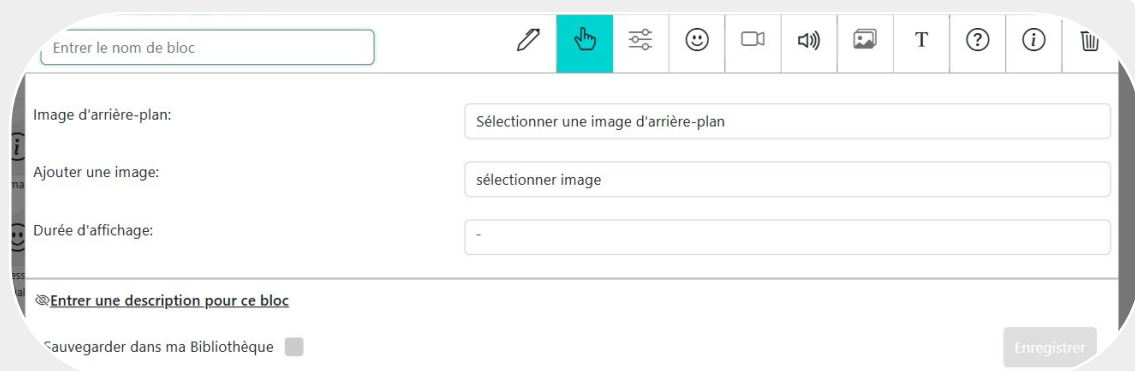 Entrer le nom de bloc
T
?
i
Image d'arrière-plan:
Sélectionner une image d'arrière-plan
Ajouter une image:
sélectionner image
Durée d'affichage:
-
Entrer une description pour ce bloc
Sauvegarder dans ma Bibliothèque
Enregistrer